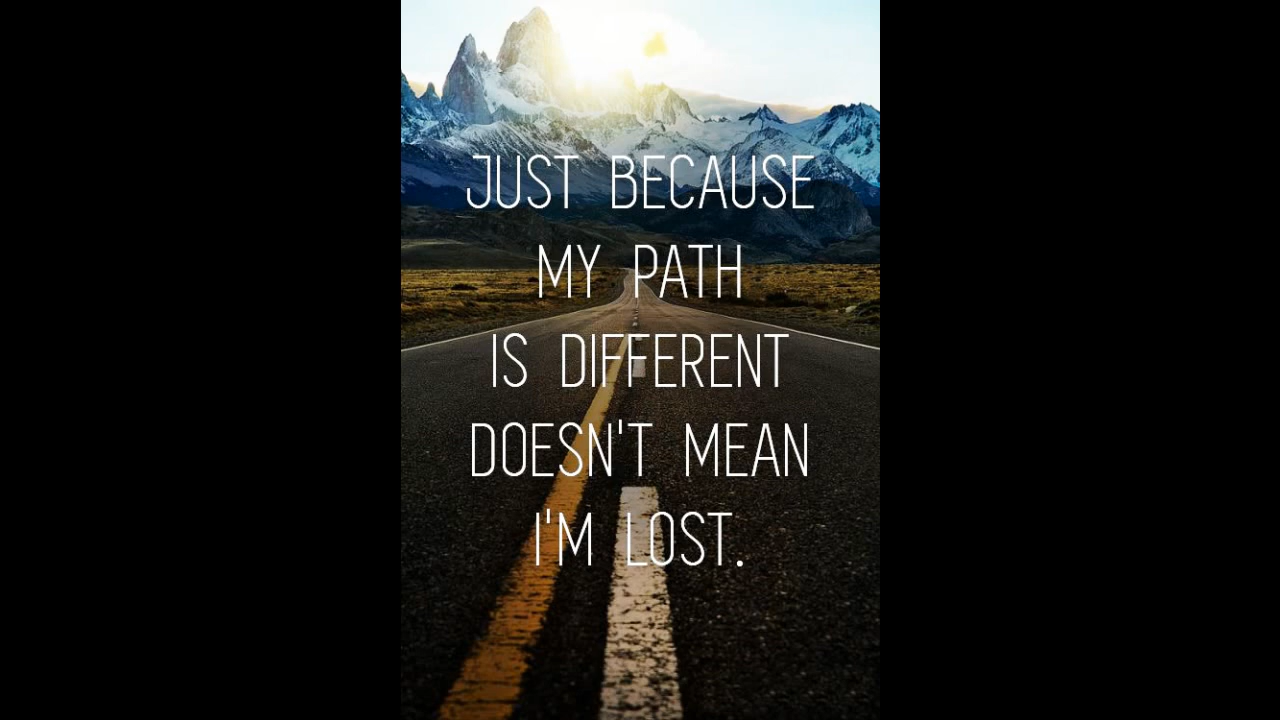 JUST BECAUSE
MY PATH
IS DIFFERENT
DOESN'T MEAN
I'M LOST.